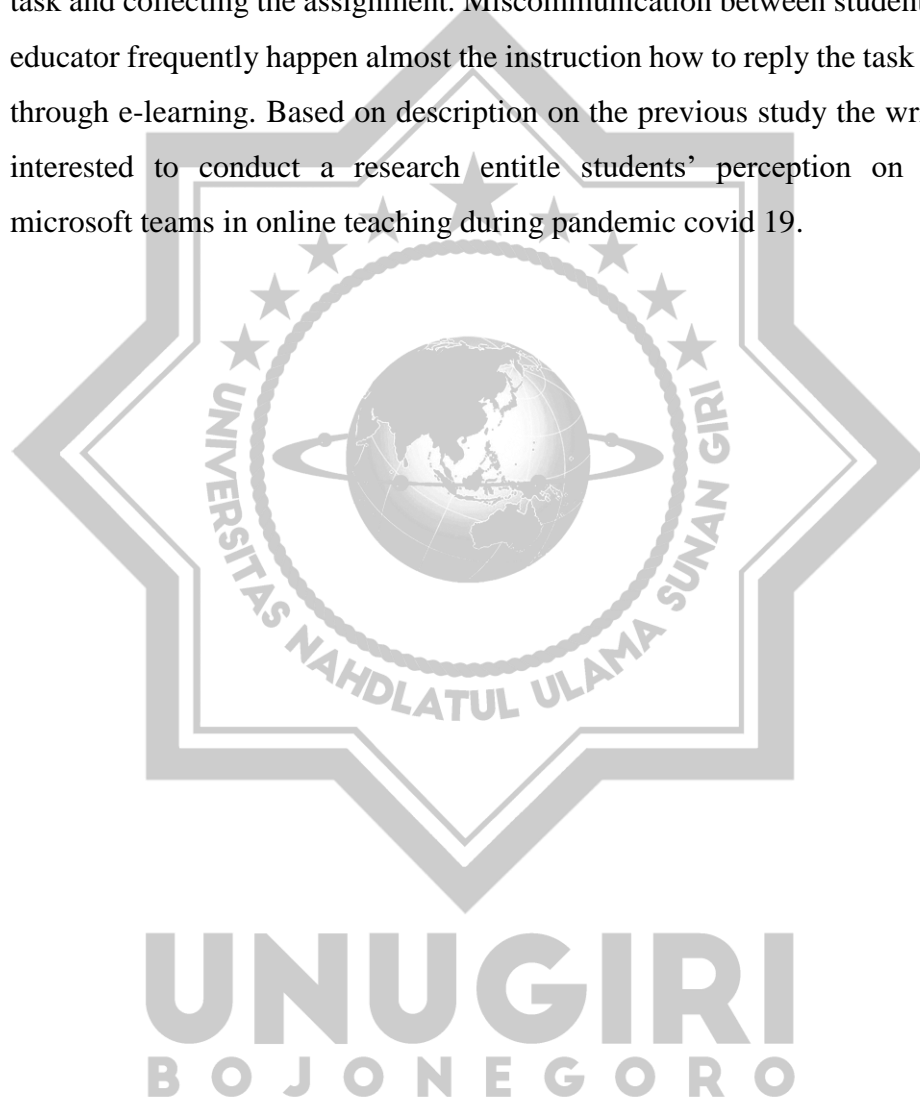 task and collecting the assignment. Miscommunication between student
educator frequently happen almost the instruction how to reply the task
through e-learning. Based on description on the previous study the wr
interested to conduct a research entitle students’ perception on
microsoft teams in online teaching during pandemic covid 19.
UNIVERSITAS NAHDLATUL ULAMA SUNAN GIRI
UNUGIRI
BOJONEGORO